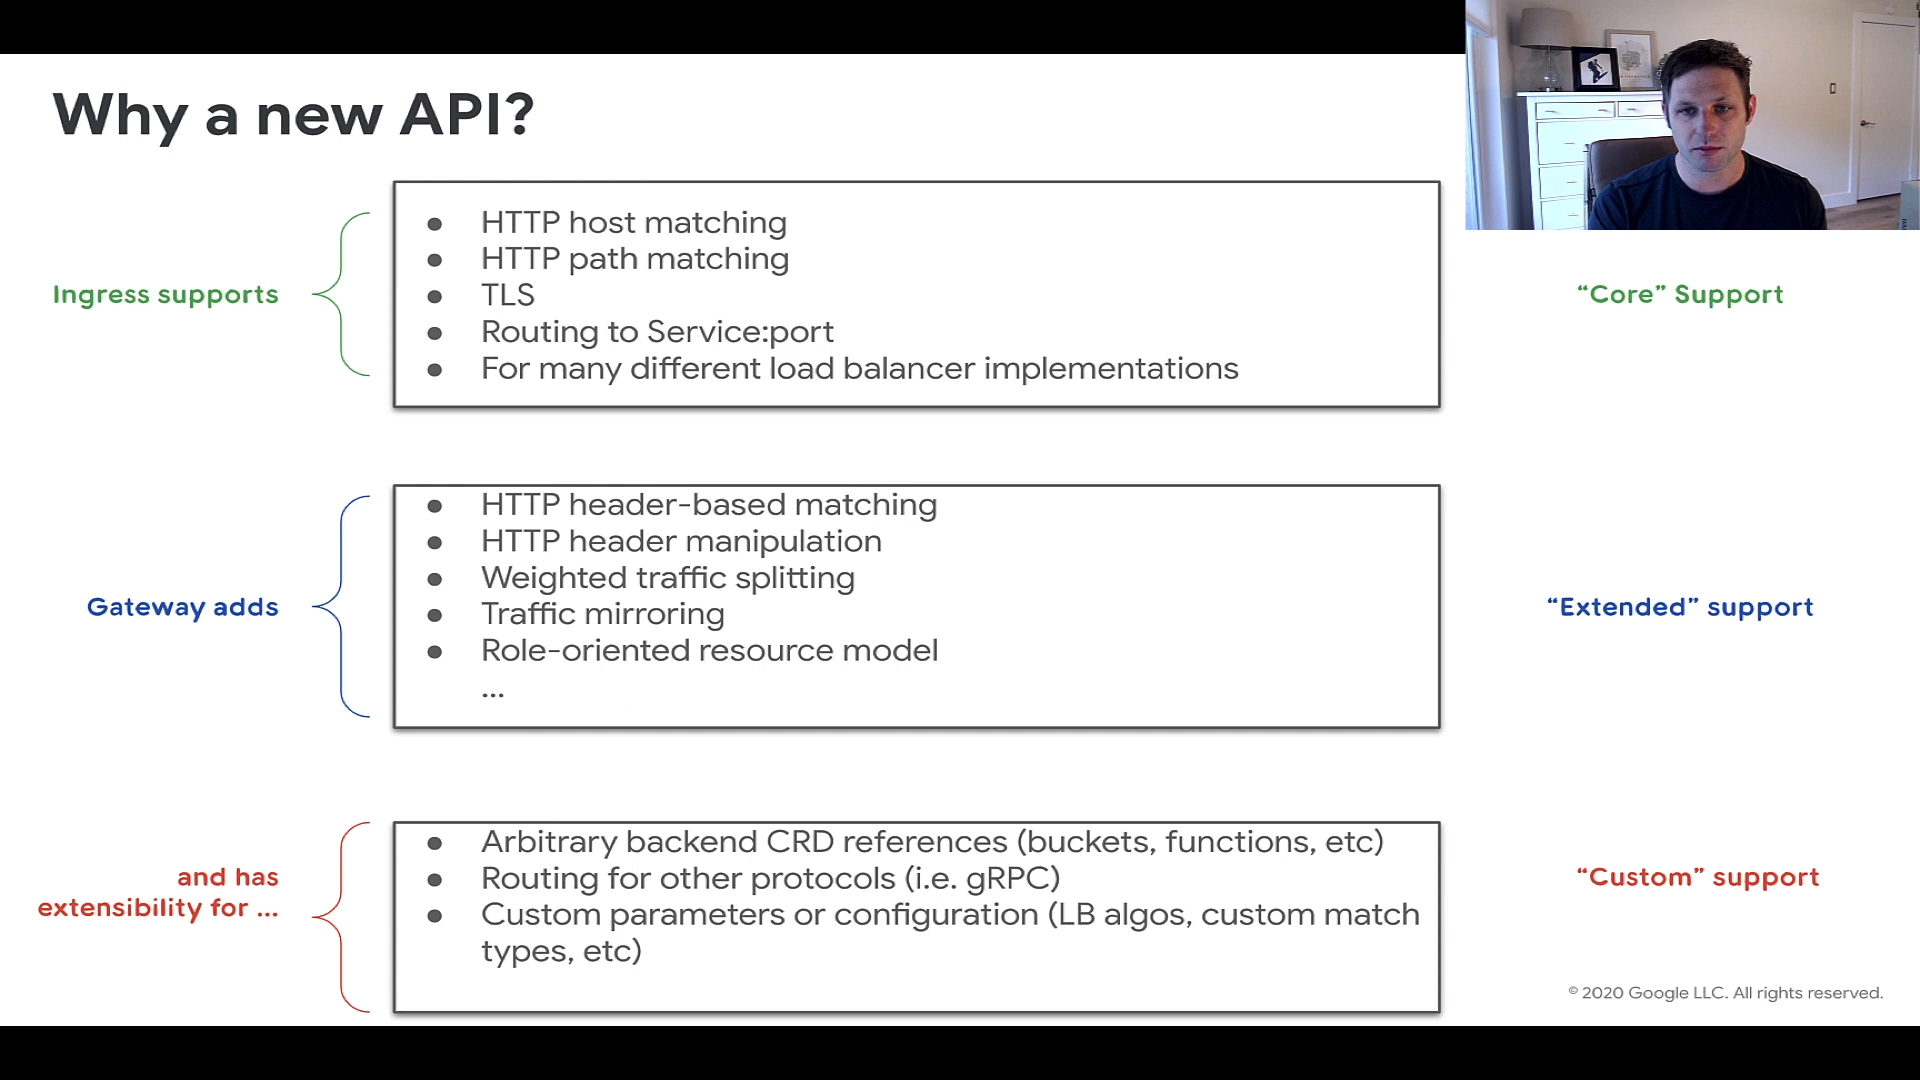 Why a new API?
Ingress supports
● HTTP host matching
● HTTP path matching
● TLS
● Routing to Service:port
● For many different load balancer implementations
“Core” Support
Gateway adds
● HTTP header-based matching
● HTTP header manipulation
● Weighted traffic splitting
● Traffic mirroring
● Role-oriented resource model
...
“Extended” support
and has
extensibility for ...
● Arbitrary backend CRD references (buckets, functions, etc)
● Routing for other protocols (i.e. gRPC)
● Custom parameters or configuration (LB algos, custom match
types, etc)
“Custom” support
© 2020 Google LLC. All rights reserved.